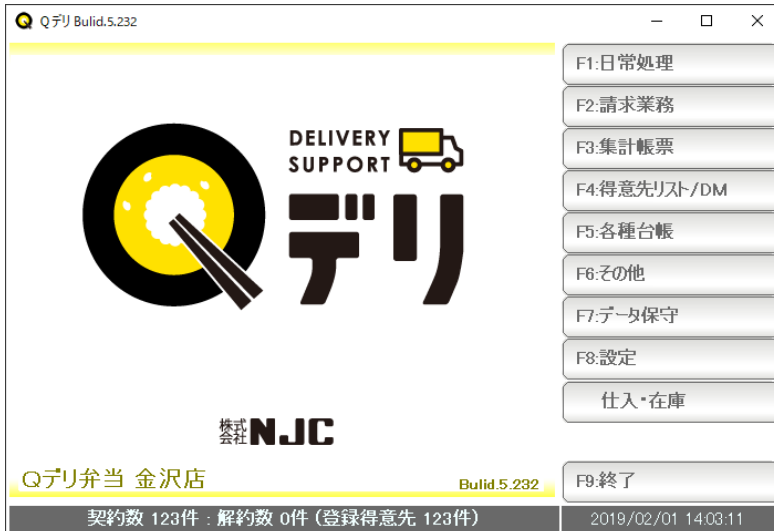 Qデリ Bulid.5.232
DELIVERY
SUPPORT
Qデリ
株式会社NJC
Qデリ弁当 金沢店
Bulid.5.232
契約数 123件 : 解約数 0件 (登録得意先 123件)
F1:日常処理
F2:請求業務
F3:集計帳票
F4:得意先リスト/DM
F5:各種台帳
F6:その他
F7:データ保守
F8:設定
仕入・在庫
F9:終了
2019/02/01 14:03:11